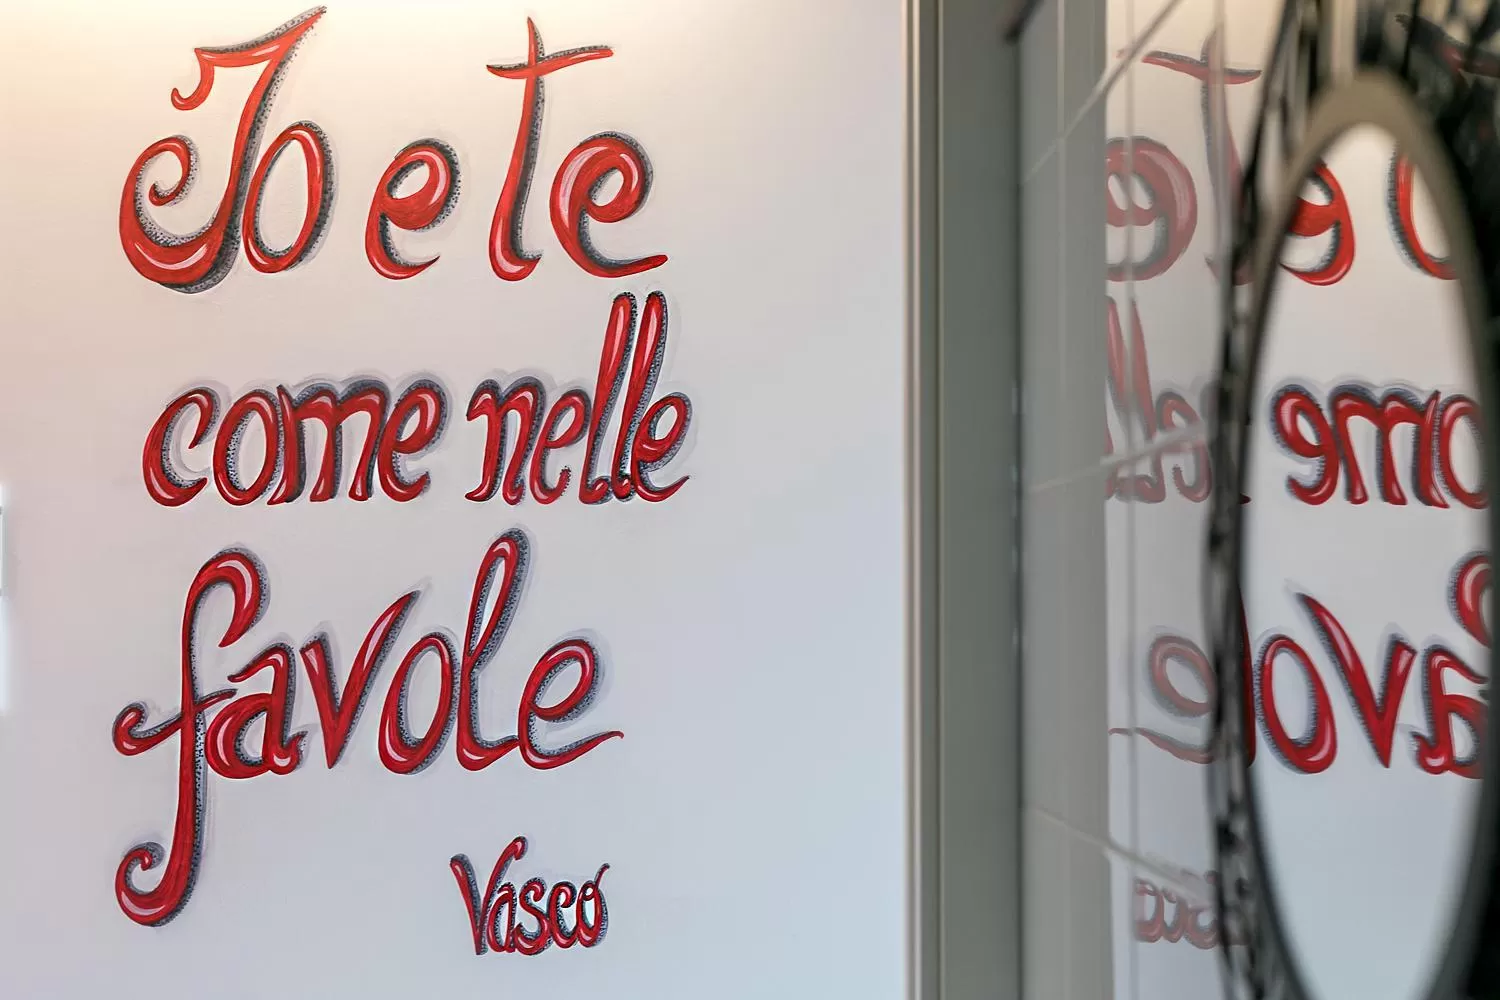 Io e te
come nelle
favole
Vasco